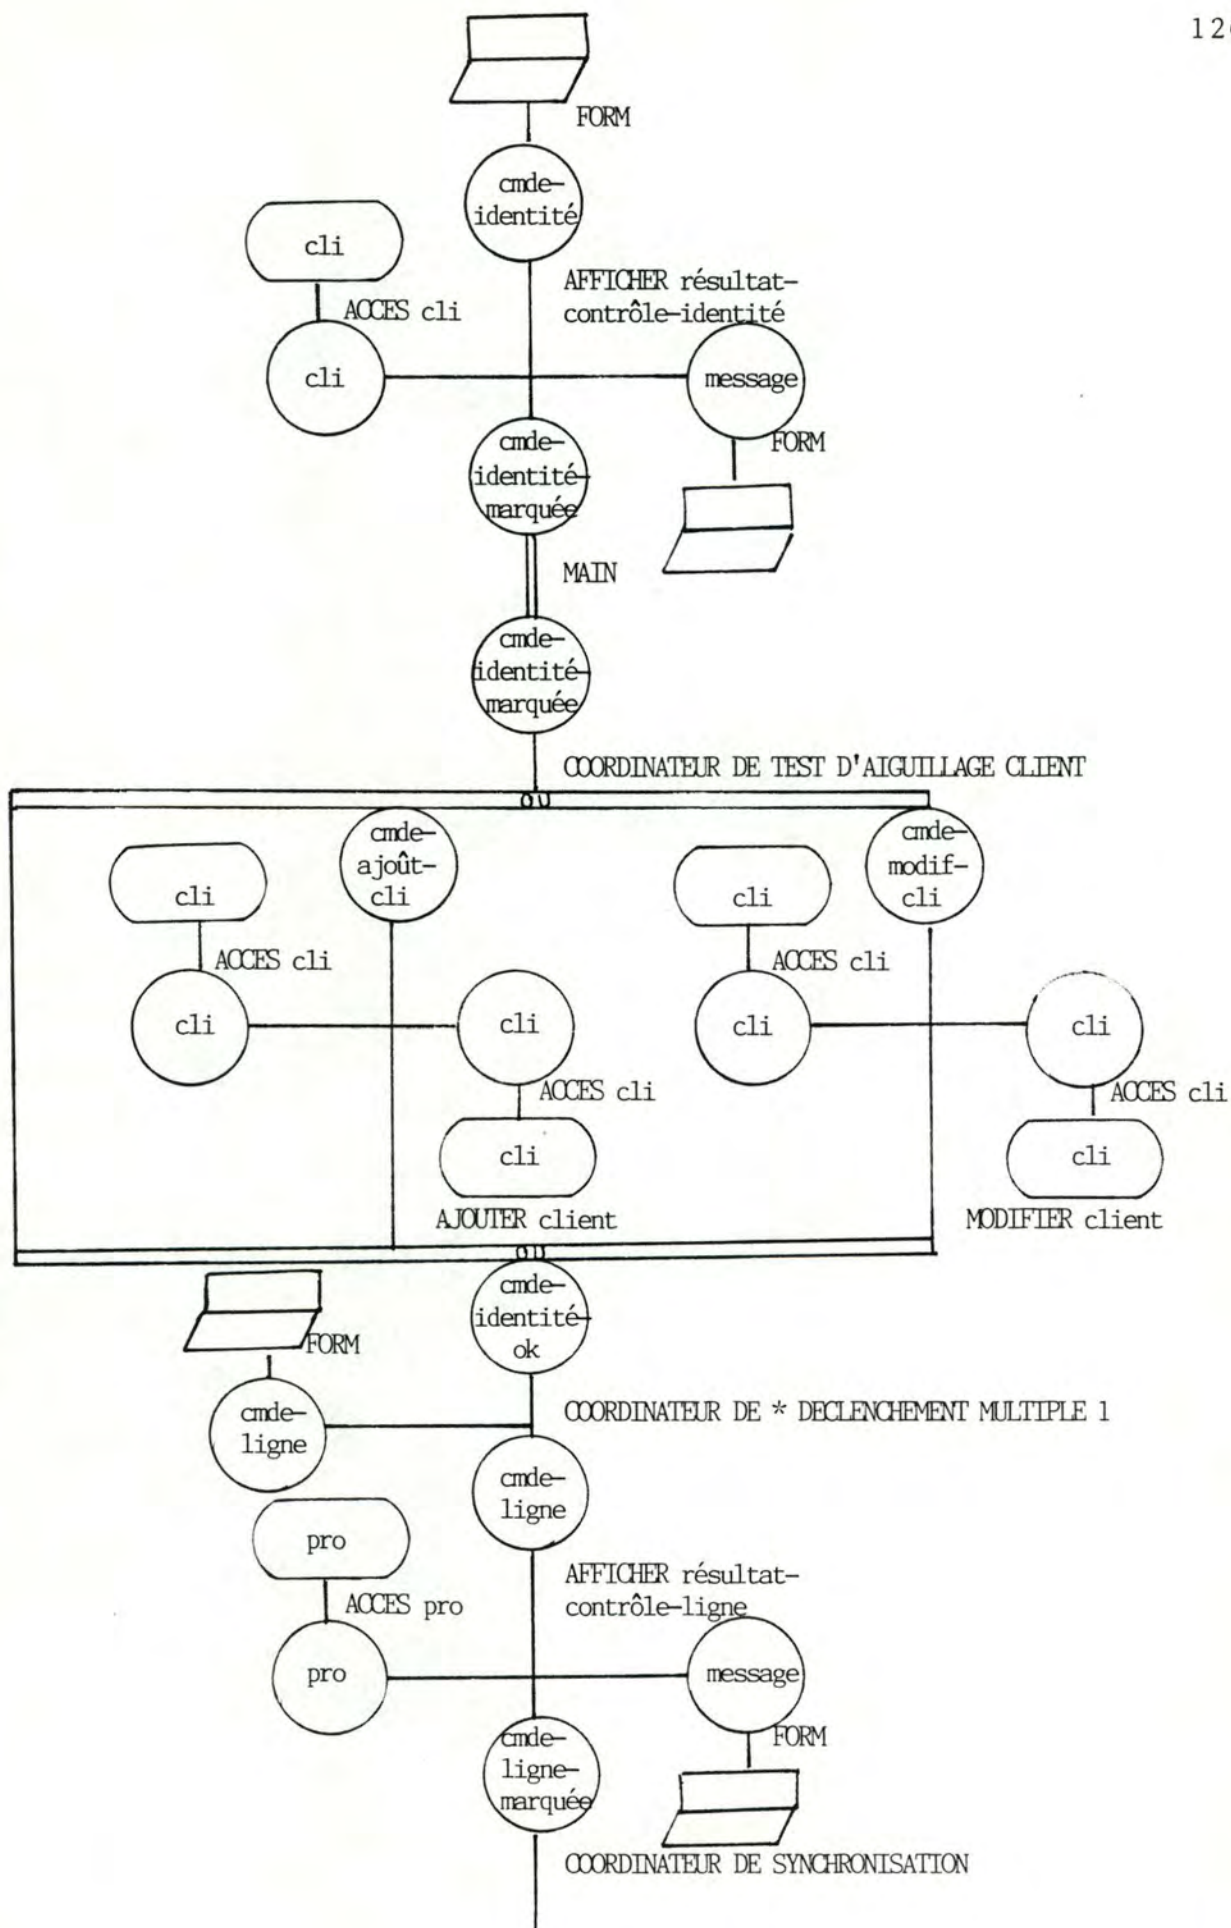 FORM
cmde-
identité
cli
AFFICHER résultat-
contrôle-identité
ACCES cli
cli
message
cmde-
identité-
marquée
FORM
MAIN
cmde-
identité-
marquée
COORDINATEUR DE TEST D'AIGUILLAGE CLIENT
OU
cmde-
ajoût-
cli
cmde-
modif-
cli
cli
cli
ACCES cli
ACCES cli
cli
cli
cli
cli
ACCES cli
ACCES cli
cli
cli
AJOUTER client
MODIFIER client
OU
cmde-
identité-
ok
FORM
cmde-
ligne
COORDINATEUR DE * DECLENCHEMENT MULTIPLE 1
cmde-
ligne
pro
AFFICHER résultat-
contrôle-ligne
ACCES pro
pro
message
cmde-
ligne-
marquée
FORM
COORDINATEUR DE SYNCHRONISATION